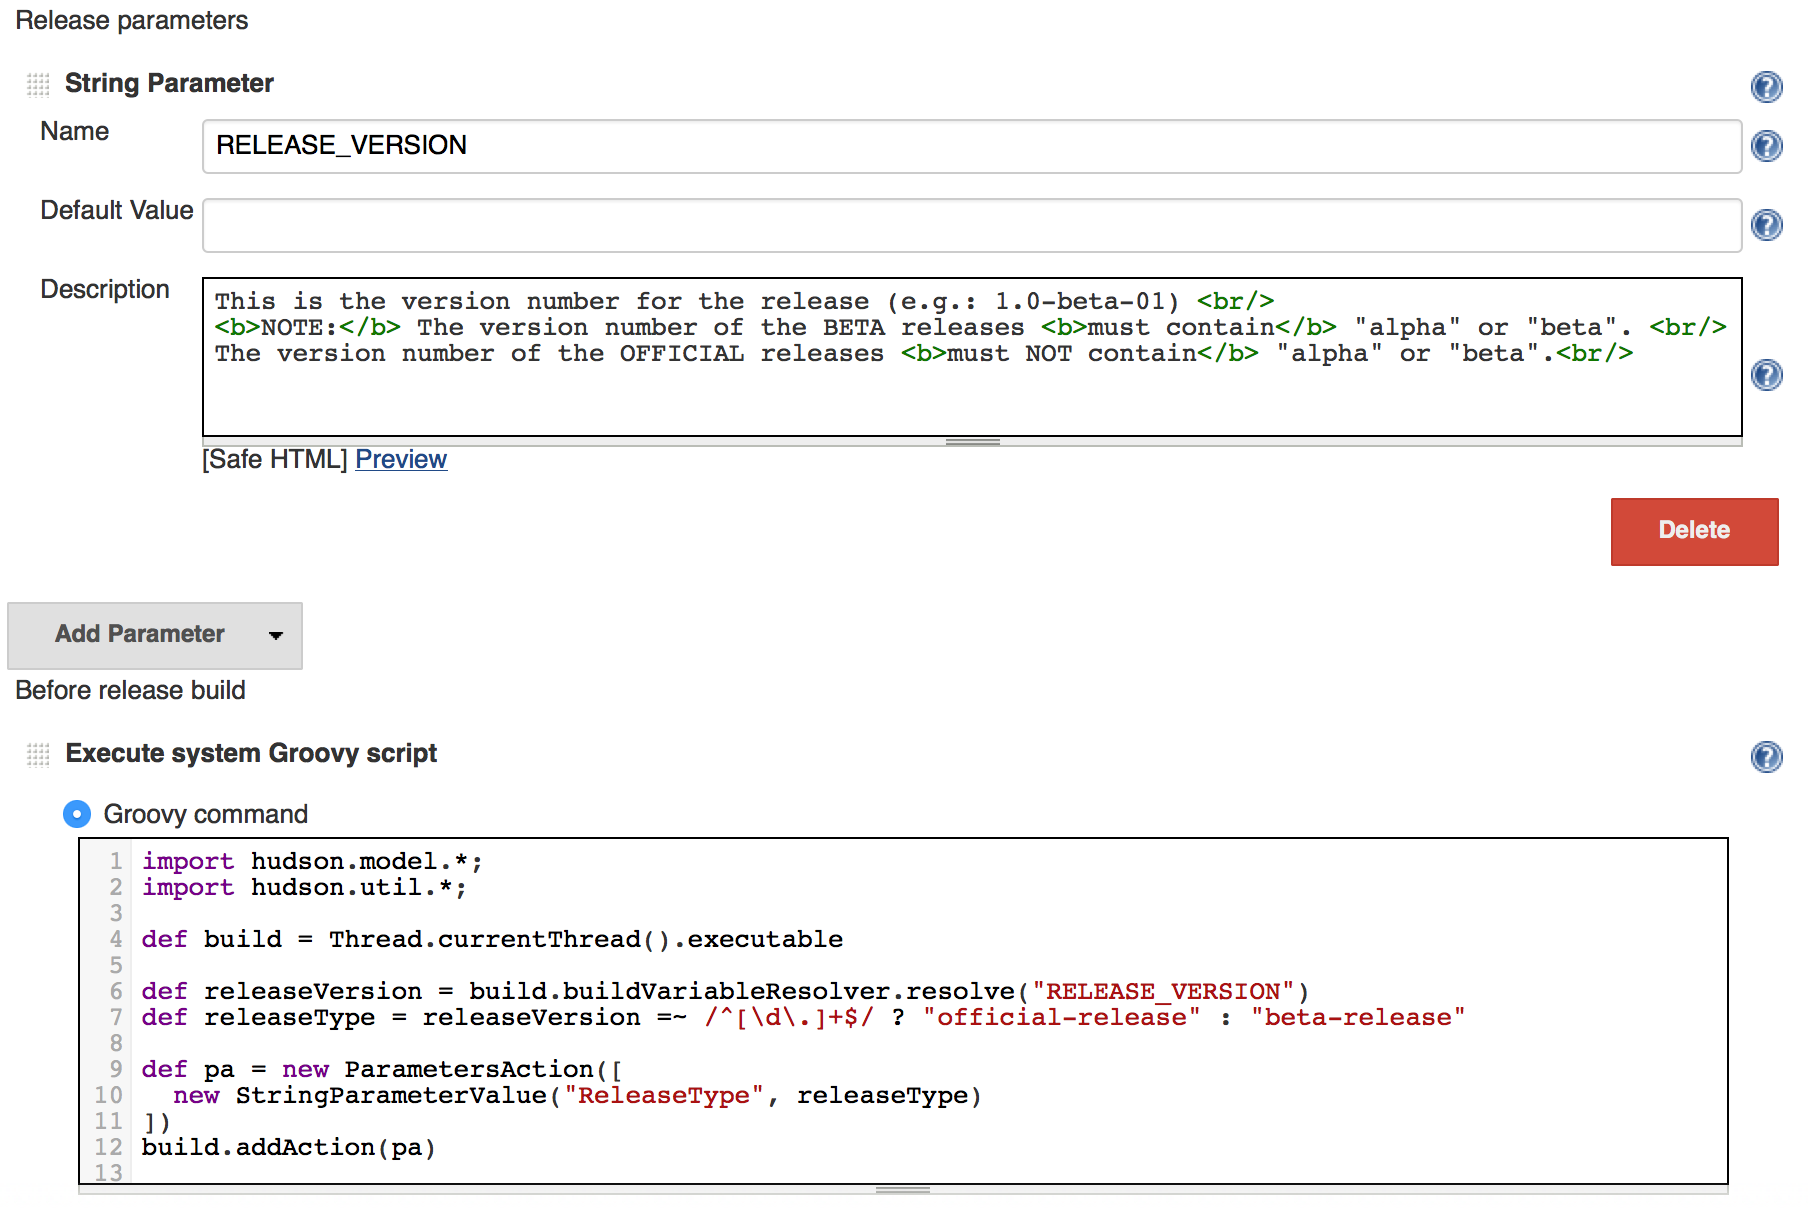 Release parameters
String Parameter
Name
RELEASE_VERSION
Default Value
Description
This is the version number for the release (e.g.: 1.0-beta-01) <br/>
<b>NOTE:</b> The version number of the BETA releases <b>must contain</b> "alpha" or "beta". <br/>
The version number of the OFFICIAL releases <b>must NOT contain</b> "alpha" or "beta".<br/>
[Safe HTML] Preview
Delete
Add Parameter
Before release build
Execute system Groovy script
Groovy command
1 import hudson.model.*;
2 import hudson.util.*;
3
4 def build = Thread.currentThread().executable
5
6 def releaseVersion = build.buildVariableResolver.resolve("RELEASE_VERSION")
7 def releaseType = releaseVersion =~ /^[\d\.]+$/ ? "official-release" : "beta-release"
8
9 def pa = new ParametersAction([
10   new StringParameterValue("ReleaseType", releaseType)
11 ])
12 build.addAction(pa)
13